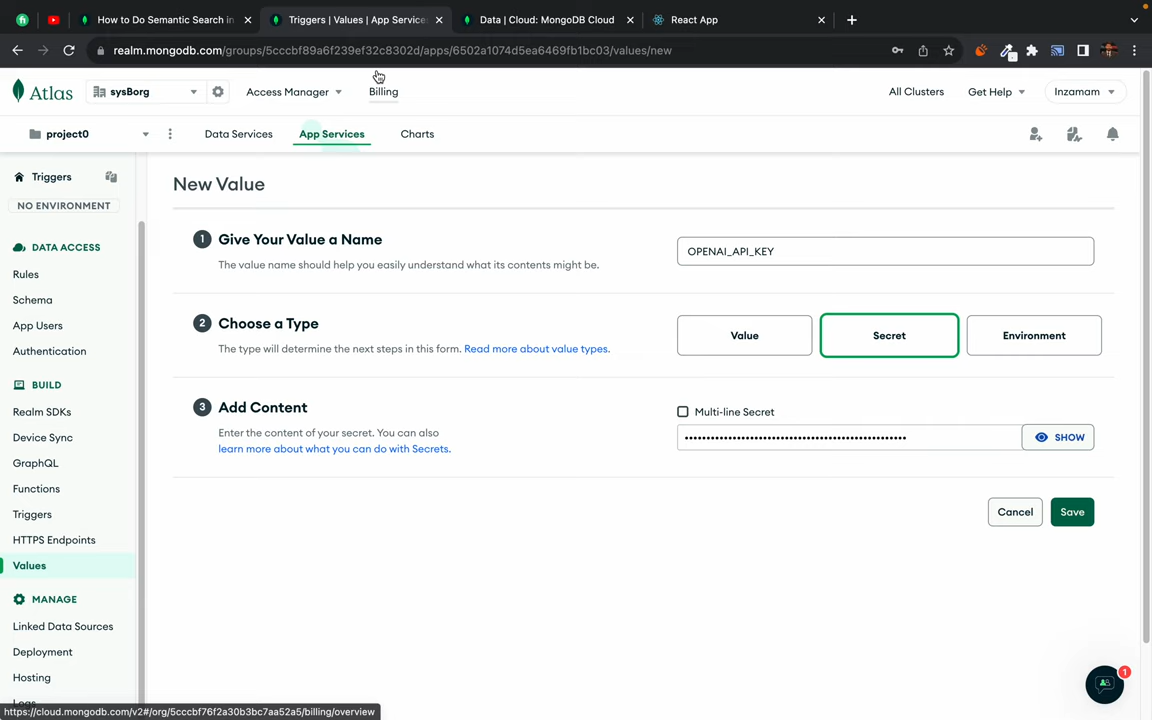 How to Do Semantic Search in
Triggers | Values | App Services
Data | Cloud: MongoDB Cloud
React App
realm.mongodb.com/groups/5cccbf89a6f239ef32c8302d/apps/6502a1074d5ea6469fb1bc03/values/new
Atlas
sysBorg
Access Manager
Billing
All Clusters
Get Help
Inzamam
project0
Data Services
App Services
Charts
Triggers
NO ENVIRONMENT
DATA ACCESS
Rules
Schema
App Users
Authentication
BUILD
Realm SDKs
Device Sync
GraphQL
Functions
Triggers
HTTPS Endpoints
Values
MANAGE
Linked Data Sources
Deployment
Hosting
Logs
New Value
1 Give Your Value a Name
The value name should help you easily understand what its contents might be.
OPENAI_API_KEY
2 Choose a Type
The type will determine the next steps in this form. Read more about value types.
Value
Secret
Environment
3 Add Content
Enter the content of your secret. You can also
learn more about what you can do with Secrets.
Multi-line Secret
SHOW
Cancel
Save
1
https://cloud.mongodb.com/v2#/org/5cccbf76f2a30b3bc7aa52a5/billing/overview